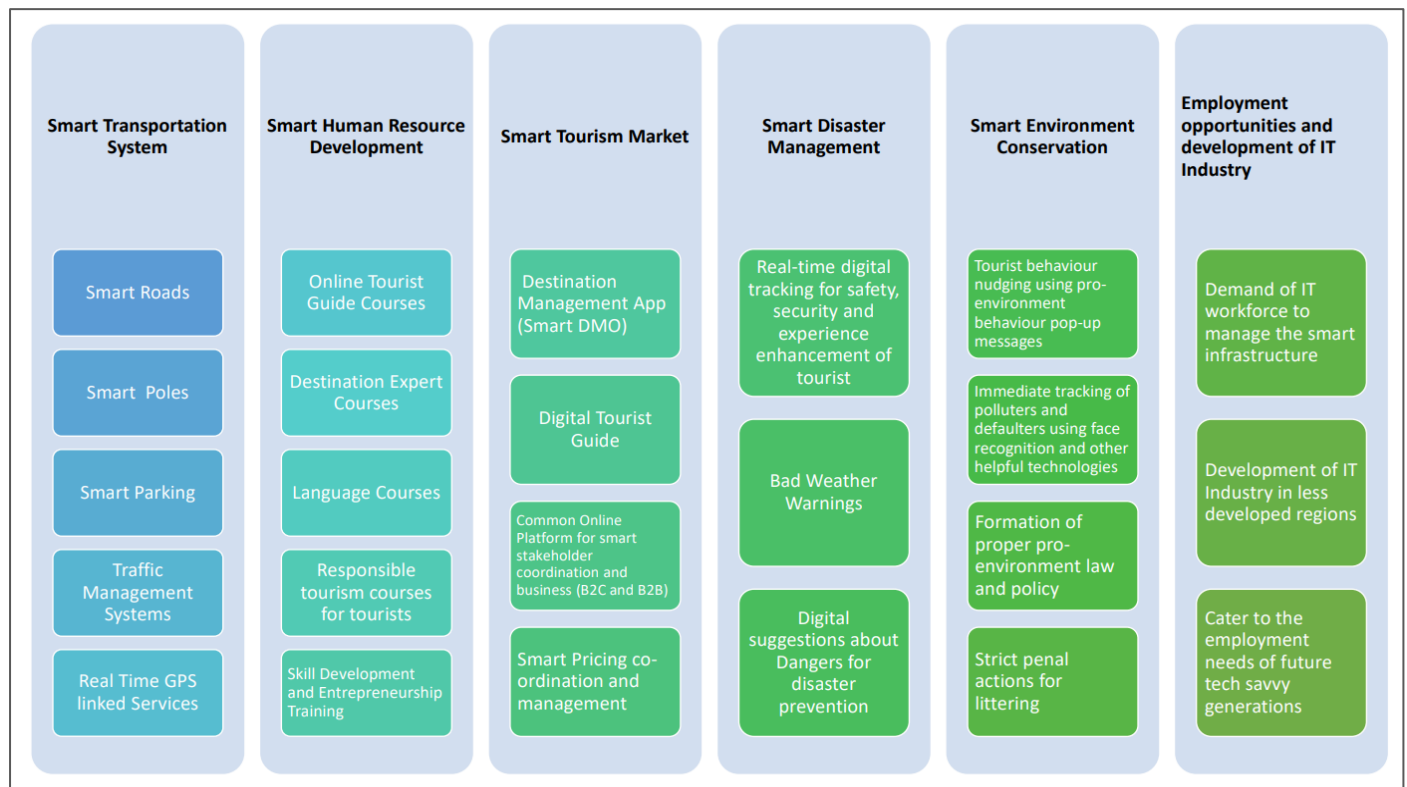 Smart Transportation
System
Smart Roads
Smart Poles
Smart Parking
Traffic
Management
Systems
Real Time GPS
linked Services
Smart Human Resource
Development
Online Tourist
Guide Courses
Destination Expert
Courses
Language Courses
Responsible
tourism courses
for tourists
Skill Development
and Entrepreneurship
Training
Smart Tourism Market
Destination
Management App
(Smart DMO)
Digital Tourist
Guide
Common Online
Platform for smart
stakeholder
coordination and
business (B2C and B2B)
Smart Pricing co-
ordination and
management
Smart Disaster
Management
Real-time digital
tracking for safety,
security and
experience
enhancement of
tourist
Bad Weather
Warnings
Digital
suggestions about
Dangers for
disaster
prevention
Smart Environment
Conservation
Tourist behaviour
nudging using pro-
environment
behaviour pop-up
messages
Immediate tracking of
polluters and
defaulters using face
recognition and other
helpful technologies
Formation of
proper pro-
environment law
and policy
Strict penal
actions for
littering
Employment
opportunities and
development of IT
Industry
Demand of IT
workforce to
manage the smart
infrastructure
Development of IT
Industry in less
developed regions
Cater to the
employment
needs of future
tech savvy
generations